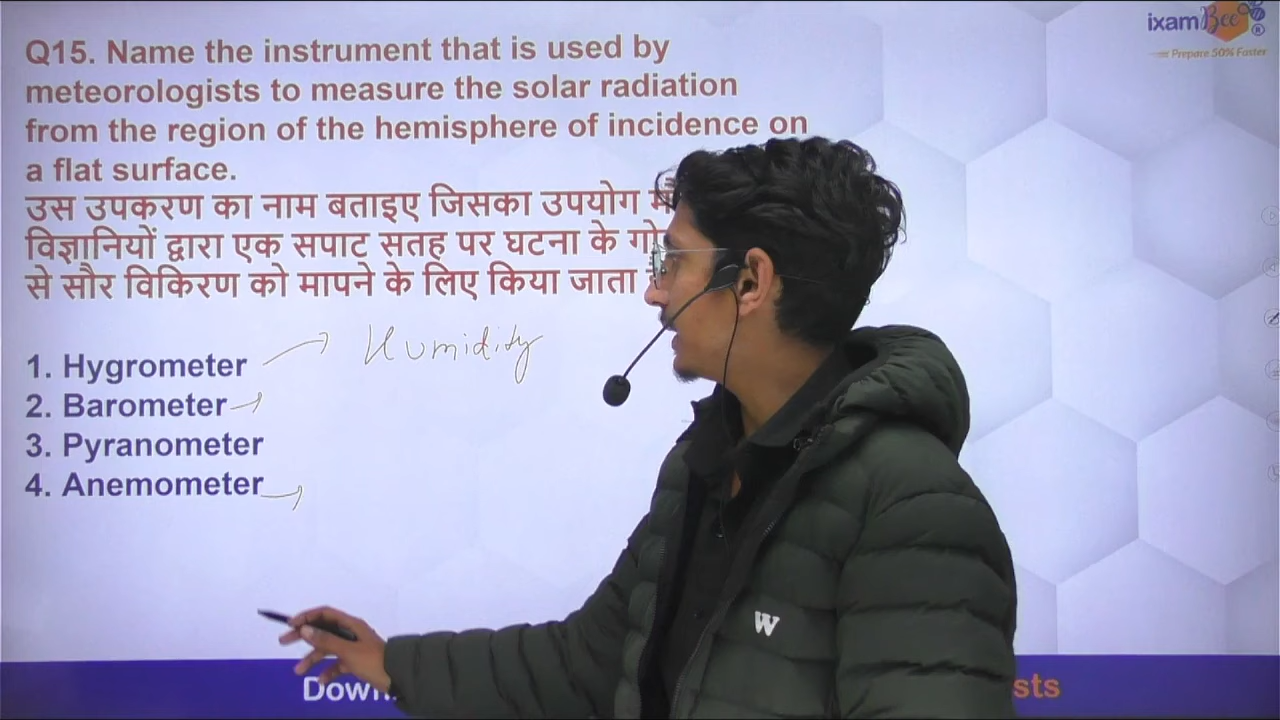 ixamBee
Prepare 50% Faster
Q15. Name the instrument that is used by
meteorologists to measure the solar radiation
from the region of the hemisphere of incidence on
a flat surface.
उस उपकरण का नाम बताइए जिसका उपयोग
विज्ञानियों द्वारा एक सपाट सतह पर घटना के
से सौर विकिरण को मापने के लिए किया जाता
1. Hygrometer → Humidity
2. Barometer
3. Pyranometer
4. Anemometer
W